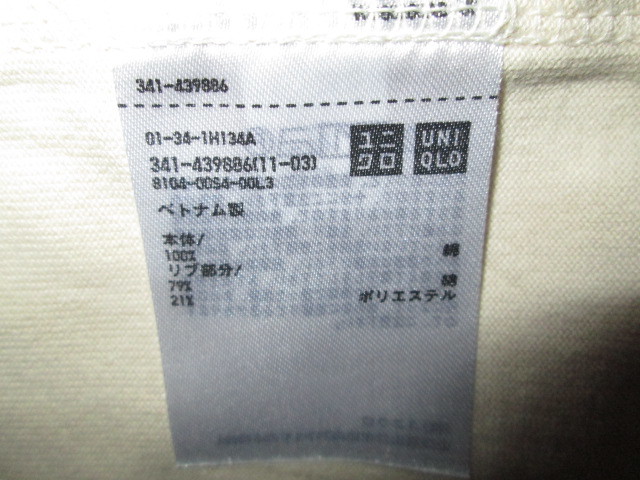 341-439886
01-34-1H134A
341-439886(11-03)
8104-00S4-00L3
ベトナム製
ユニ
クロ
UNI
QLO
本体/
100% 綿
リブ部分/
79% 綿
21% ポリエステル